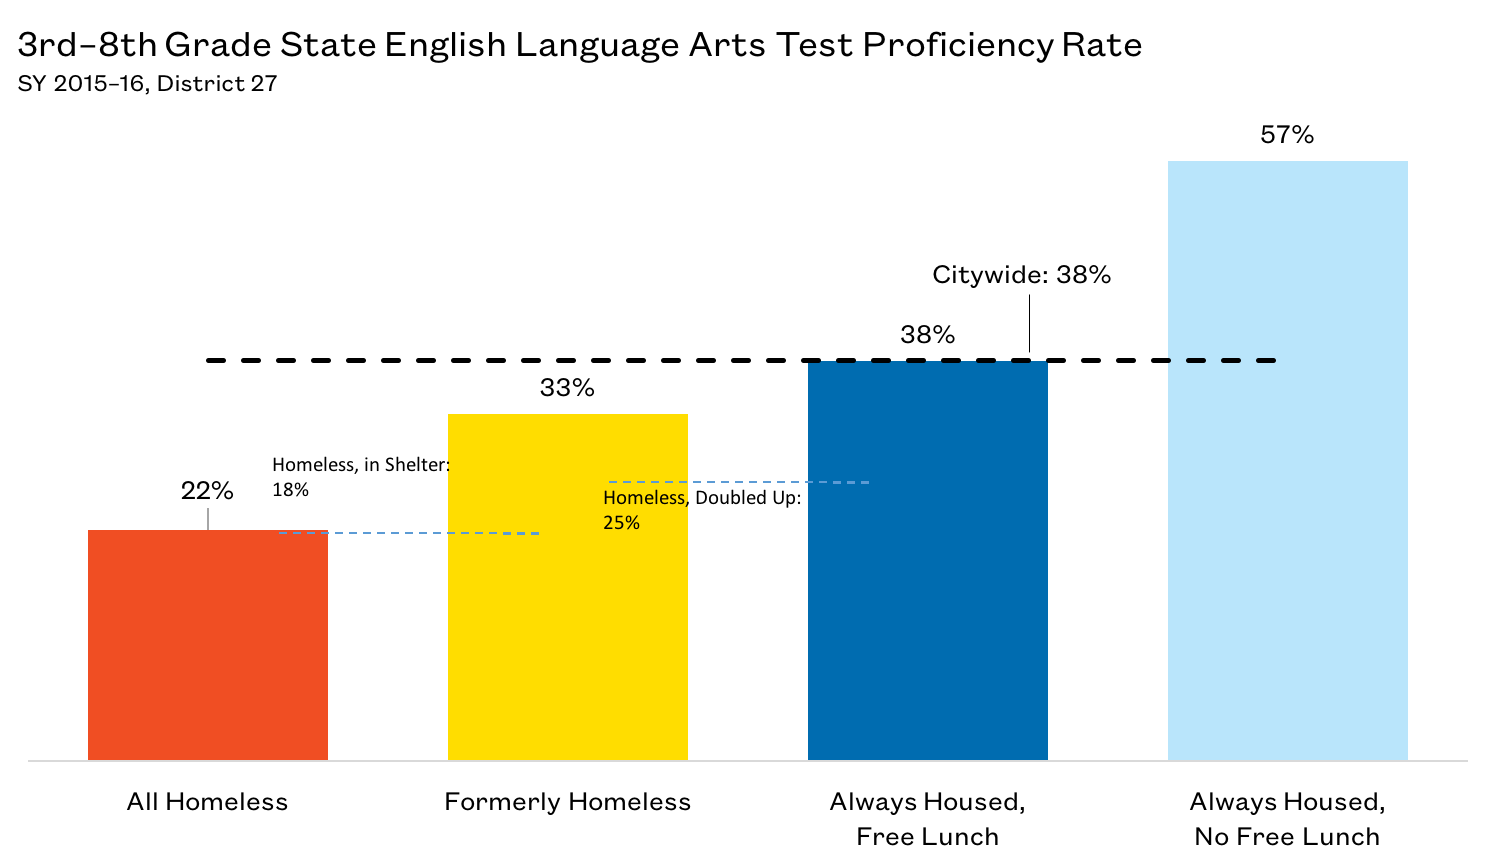 3rd–8th Grade State English Language Arts Test Proficiency Rate
SY 2015–16, District 27
57%
Citywide: 38%
38%
33%
Homeless, in Shelter:
18%
22%
Homeless, Doubled Up:
25%
All Homeless
Formerly Homeless
Always Housed,
Free Lunch
Always Housed,
No Free Lunch